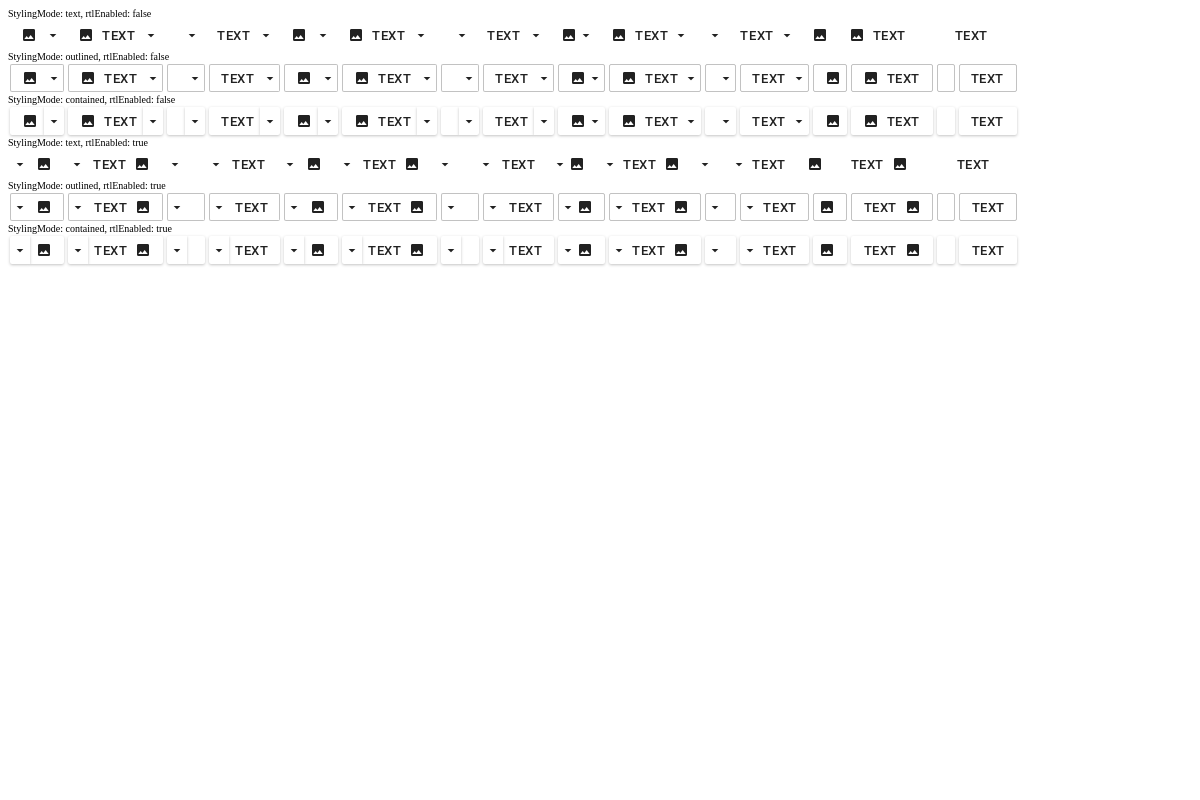 StylingMode: text, rtlEnabled: false
TEXT TEXT TEXT TEXT TEXT TEXT TEXT TEXT
StylingMode: outlined, rtlEnabled: false
TEXT TEXT TEXT TEXT TEXT TEXT TEXT TEXT
StylingMode: contained, rtlEnabled: false
TEXT TEXT TEXT TEXT TEXT TEXT TEXT TEXT
StylingMode: text, rtlEnabled: true
TEXT TEXT TEXT TEXT TEXT TEXT TEXT TEXT
StylingMode: outlined, rtlEnabled: true
TEXT TEXT TEXT TEXT TEXT TEXT TEXT TEXT
StylingMode: contained, rtlEnabled: true
TEXT TEXT TEXT TEXT TEXT TEXT TEXT TEXT